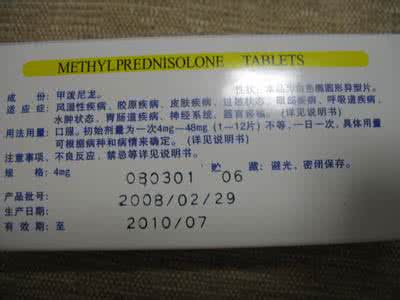 METHYLPREDNISOLONE TABLETS
成 份:甲泼尼龙。 性状:本品为白色椭圆形异型片。
适应症:风湿性疾病、胶原疾病、皮肤疾病、过敏状态、眼部疾病、呼吸道疾病、
水肿状态、胃肠道疾病、神经系统、器官移植。(详见说明书)
用法用量:口服。初始剂量为一次4mg—48mg(1—12片)不等,一日一次,具体用量
可根据病种和病情来确定。(详见说明书)
注意事项、不良反应、禁忌等详见说明书。
规 格:4mg 贮 藏:避光,密闭保存。
产品批号: 080301 06
生产日期: 2008/02/29
有效期至 2010/07